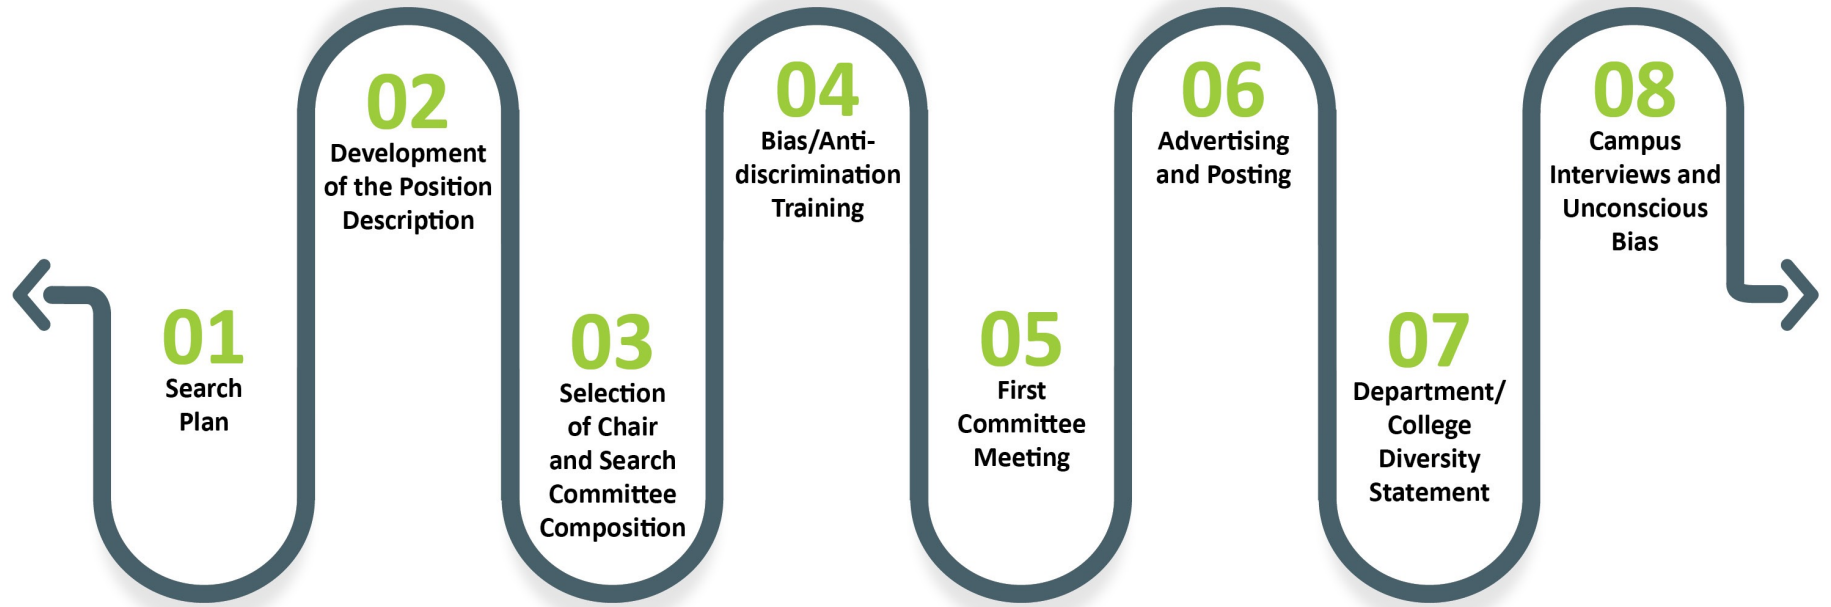 01
Search
Plan
02
Development
of the Position
Description
03
Selection
of Chair
and Search
Committee
Composition
04
Bias/Anti-
discrimination
Training
05
First
Committee
Meeting
06
Advertising
and Posting
07
Department/
College
Diversity
Statement
08
Campus
Interviews and
Unconscious
Bias